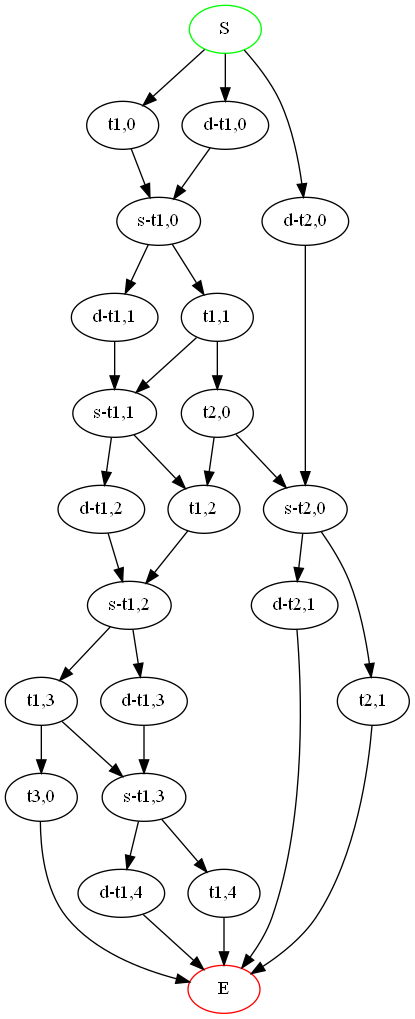 S
t1,0
d-t1,0
s-t1,0
d-t2,0
d-t1,1
t1,1
s-t1,1
t2,0
d-t1,2
t1,2
s-t2,0
s-t1,2
d-t2,1
t1,3
d-t1,3
t2,1
t3,0
s-t1,3
d-t1,4
t1,4
E